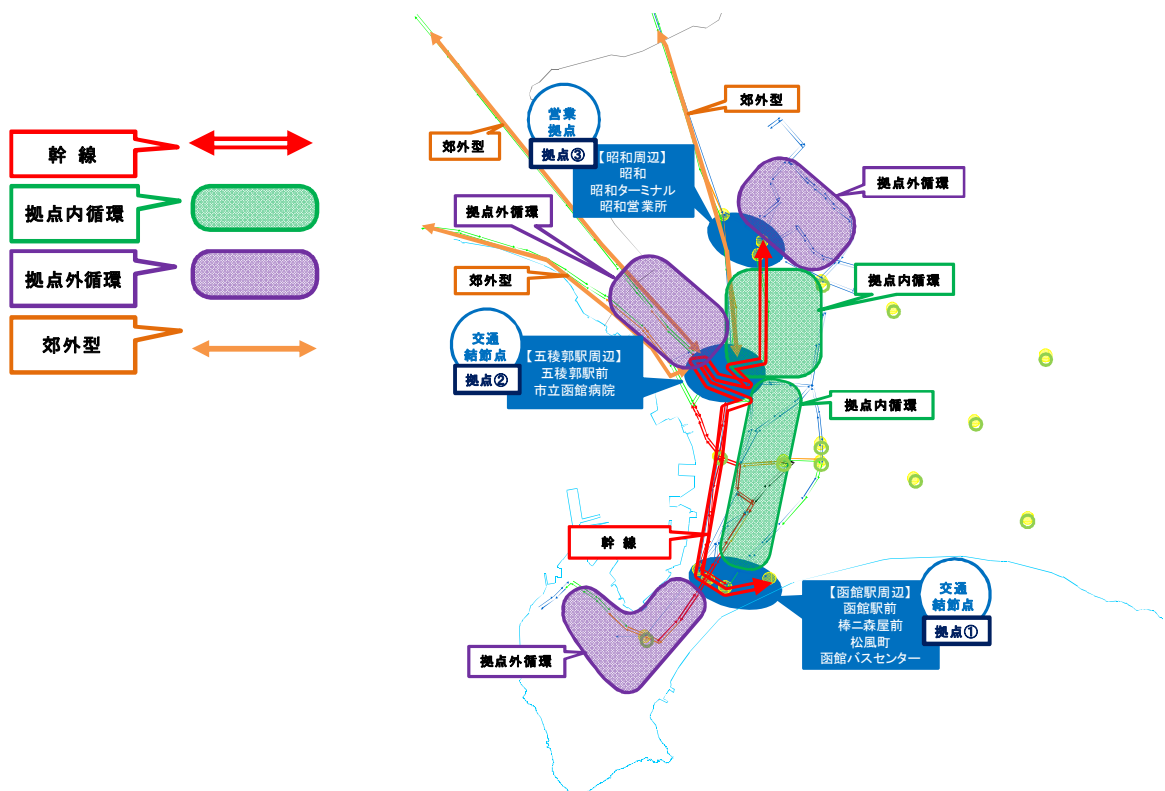 幹 線
拠点内循環
拠点外循環
郊外型
郊外型
営業
拠点
拠点③
郊外型
【昭和周辺】
昭和
昭和ターミナル
昭和営業所
拠点外循環
拠点外循環
郊外型
拠点内循環
交通
結節点
拠点②
【五稜郭駅周辺】
五稜郭駅前
市立函館病院
拠点内循環
幹 線
【函館駅周辺】
函館駅前
棒二森屋前
松風町
函館バスセンター
交通
結節点
拠点①
拠点外循環